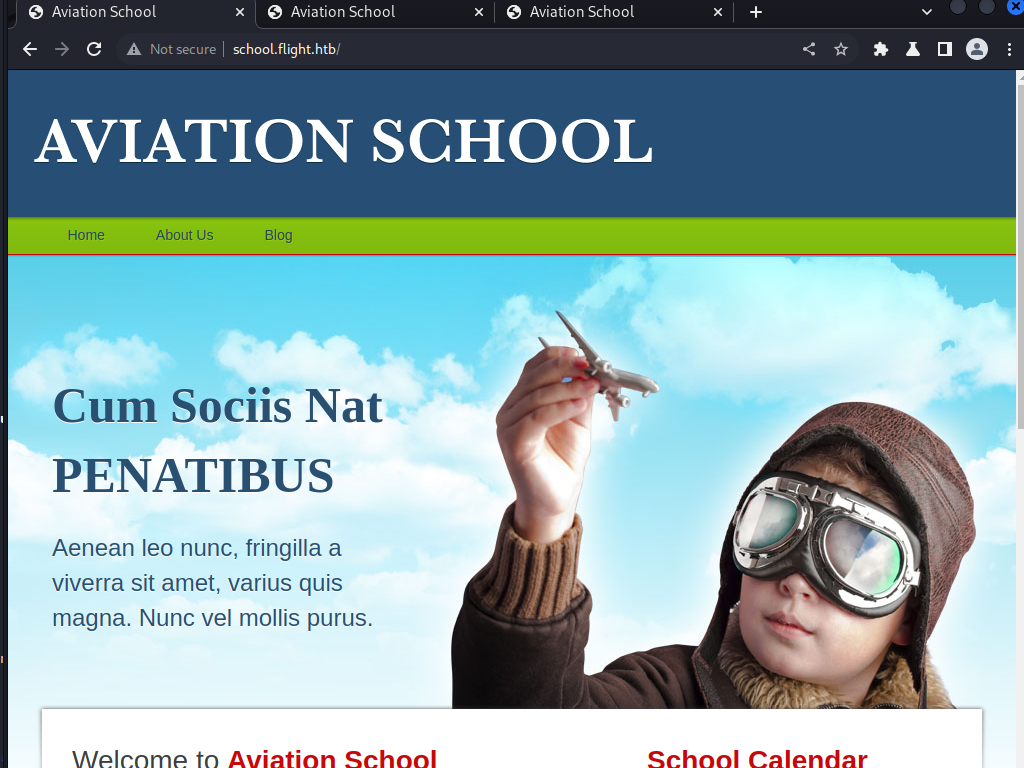 Aviation School
Aviation School
Aviation School
Not secure
school.flight.htb/
AVIATION SCHOOL
Home
About Us
Blog
Cum Sociis Nat
PENATIBUS
Aenean leo nunc, fringilla a
viverra sit amet, varius quis
magna. Nunc vel mollis purus.
Welcome to Aviation School
School Calendar